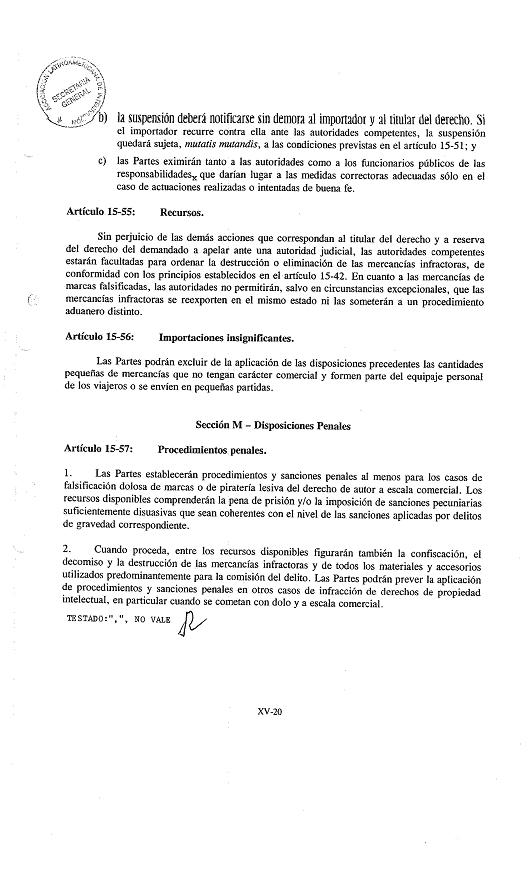 ASOCIACION LATINOAMERICANA DE INTEGRACION
SECRETARIA
GENERAL
b) la suspensión deberá notificarse sin demora al importador y al titular del derecho. Si
el importador recurre contra ella ante las autoridades competentes, la suspensión
quedará sujeta, mutatis mutandis, a las condiciones previstas en el artículo 15-51; y
c) las Partes eximirán tanto a las autoridades como a los funcionarios públicos de las
responsabilidades, que darían lugar a las medidas correctoras adecuadas sólo en el
caso de actuaciones realizadas o intentadas de buena fe.
Artículo 15-55: Recursos.
Sin perjuicio de las demás acciones que correspondan al titular del derecho y a reserva
del derecho del demandado a apelar ante una autoridad judicial, las autoridades competentes
estarán facultadas para ordenar la destrucción o eliminación de las mercancías infractoras, de
conformidad con los principios establecidos en el artículo 15-42. En cuanto a las mercancías de
marcas falsificadas, las autoridades no permitirán, salvo en circunstancias excepcionales, que las
mercancías infractoras se reexporten en el mismo estado ni las someterán a un procedimiento
aduanero distinto.
Artículo 15-56: Importaciones insignificantes.
Las Partes podrán excluir de la aplicación de las disposiciones precedentes las cantidades
pequeñas de mercancías que no tengan carácter comercial y formen parte del equipaje personal
de los viajeros o se envíen en pequeñas partidas.
Sección M – Disposiciones Penales
Artículo 15-57: Procedimientos penales.
1. Las Partes establecerán procedimientos y sanciones penales al menos para los casos de
falsificación dolosa de marcas o de piratería lesiva del derecho de autor a escala comercial. Los
recursos disponibles comprenderán la pena de prisión y/o la imposición de sanciones pecuniarias
suficientemente disuasivas que sean coherentes con el nivel de las sanciones aplicadas por delitos
de gravedad correspondiente.
2. Cuando proceda, entre los recursos disponibles figurarán también la confiscación, el
decomiso y la destrucción de las mercancías infractoras y de todos los materiales y accesorios
utilizados predominantemente para la comisión del delito. Las Partes podrán prever la aplicación
de procedimientos y sanciones penales en otros casos de infracción de derechos de propiedad
intelectual, en particular cuando se cometan con dolo y a escala comercial.
TESTADO:",", NO VALE
XV-20